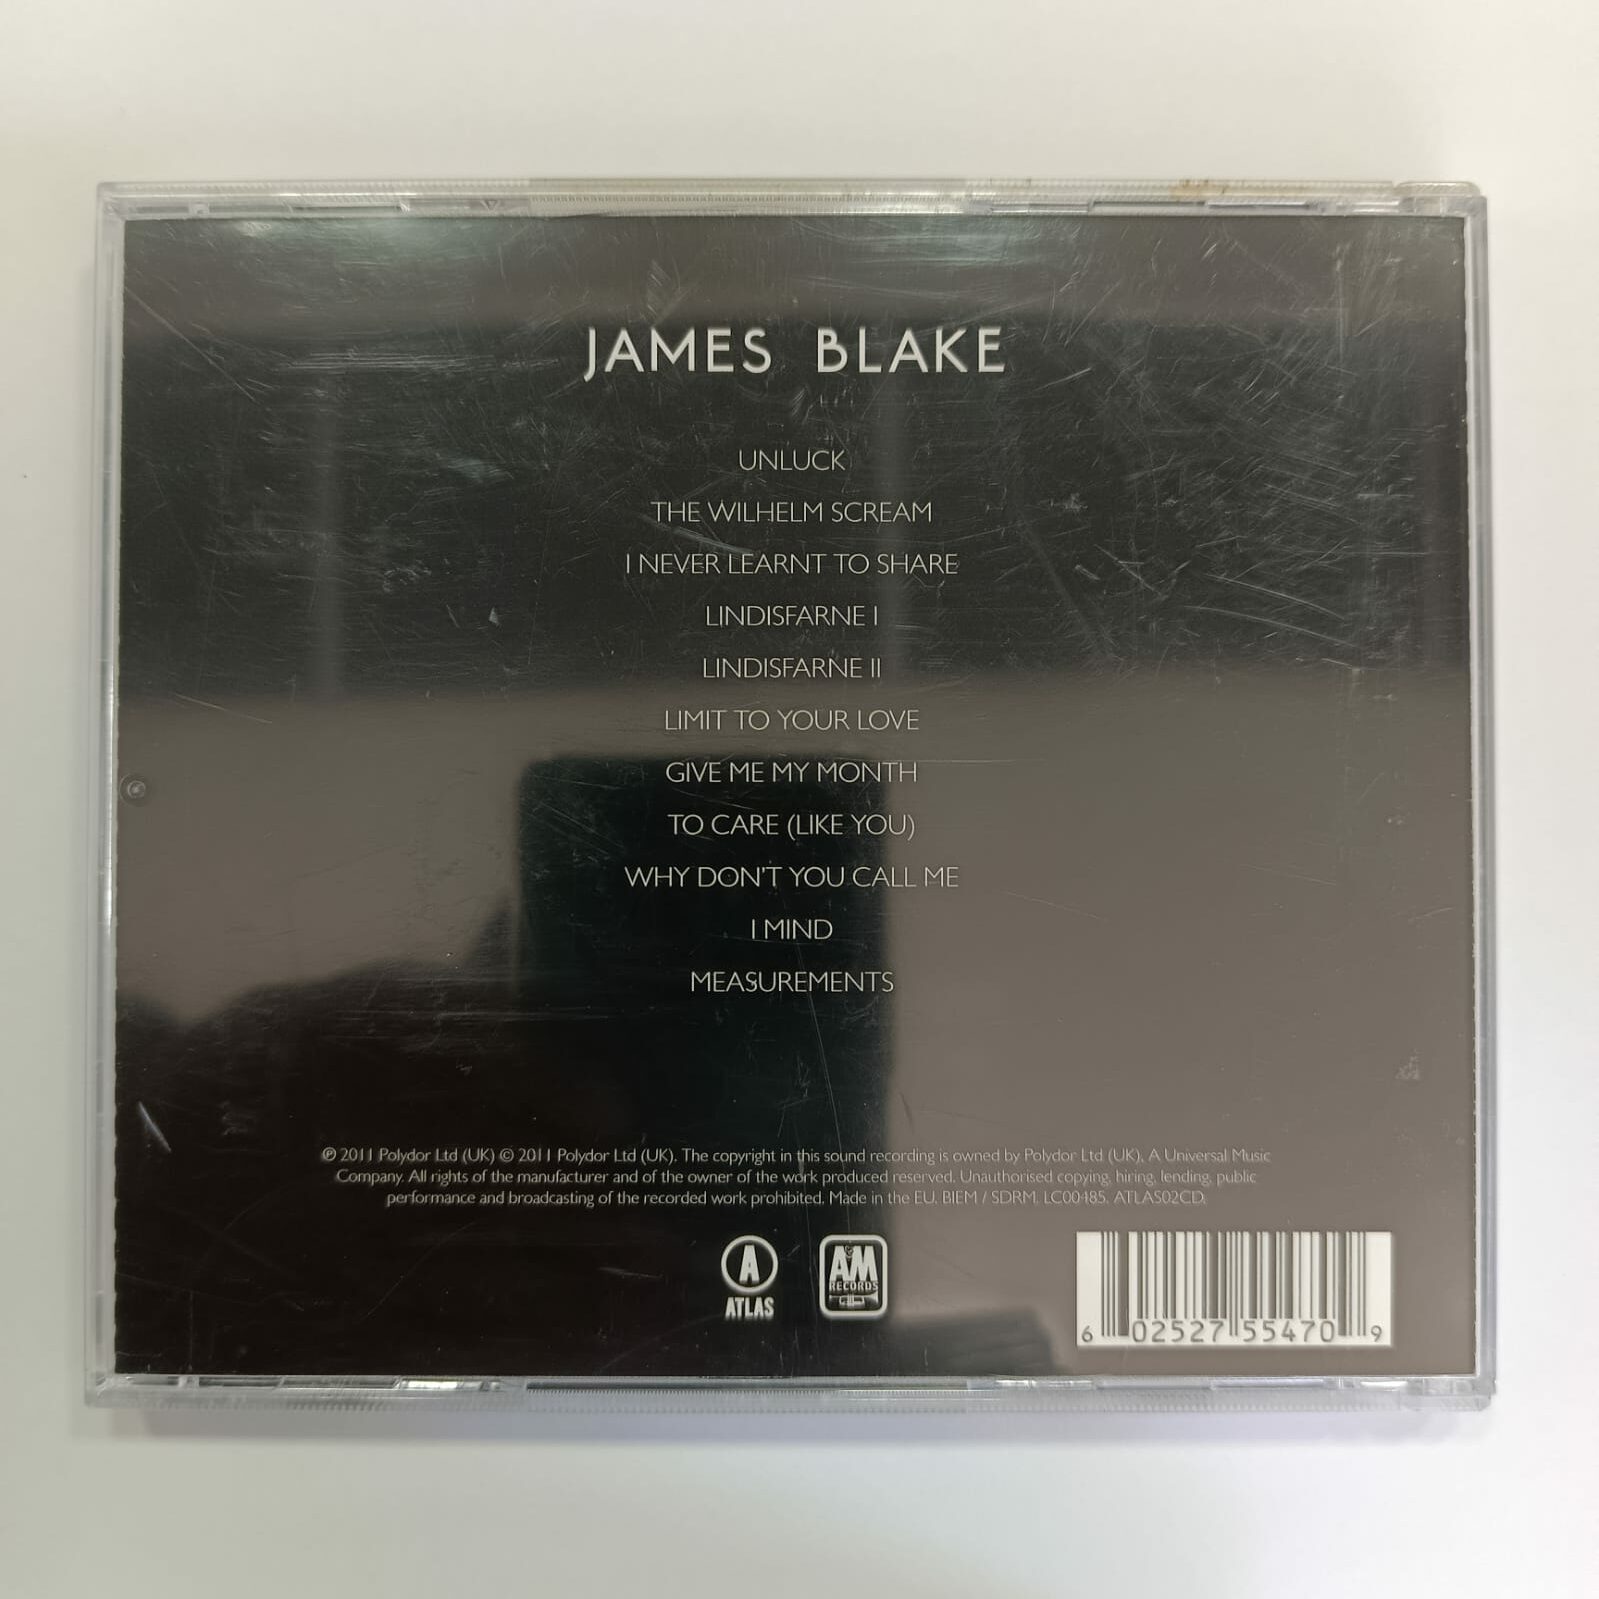 JAMES BLAKE
UNLUCK
THE WILHELM SCREAM
I NEVER LEARNT TO SHARE
LINDISFARNE I
LINDISFARNE II
LIMIT TO YOUR LOVE
GIVE ME MY MONTH
TO CARE (LIKE YOU)
WHY DON'T YOU CALL ME
I MIND
MEASUREMENTS
℗ 2011 Polydor Ltd (UK) © 2011 Polydor Ltd (UK). The copyright in this sound recording is owned by Polydor Ltd (UK), A Universal Music
Company. All rights of the manufacturer and of the owner of the work produced reserved. Unauthorised copying, hiring, lending, public
performance and broadcasting of the recorded work prohibited. Made in the EU. BIEM / SDRM. LC00485. ATLAS02CD.
A
ATLAS
A&M
RECORDS
6 02527 55470 9